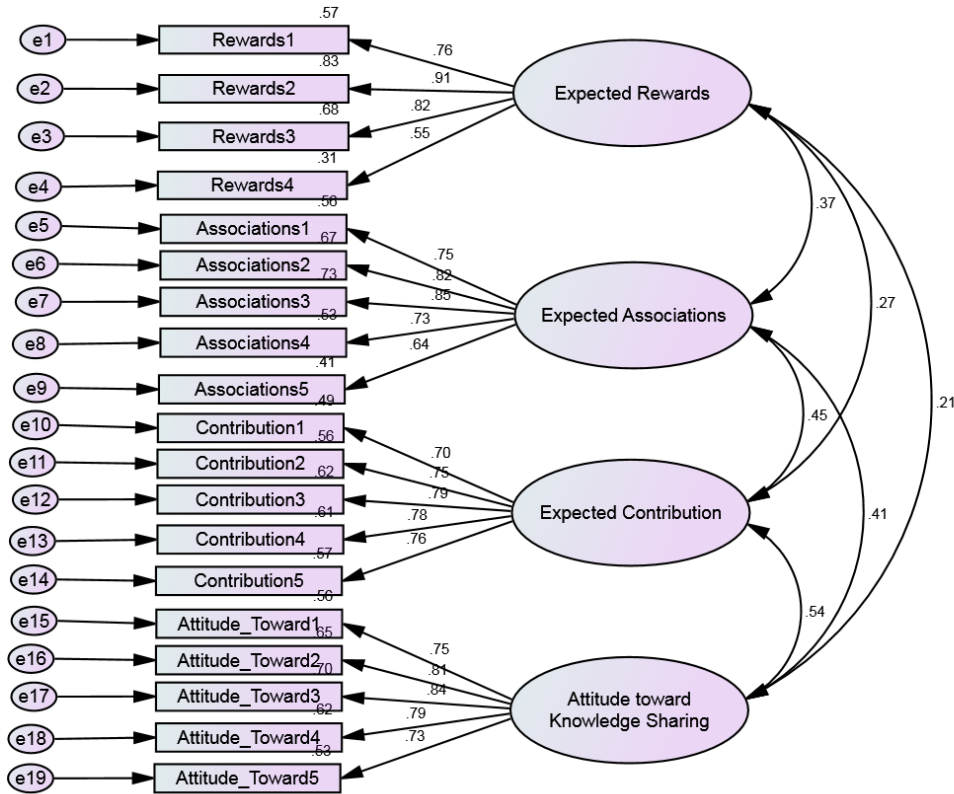 .57
e1 Rewards1 .76
.83
e2 Rewards2 .91 Expected Rewards
.68
e3 Rewards3 .82
.55
.31
e4 Rewards4
.56
e5 Associations1 .37
.67
e6 Associations2 .75
.73 .82
e7 Associations3 .85 .27
.53 Expected Associations
e8 Associations4 .73
.64
.41
e9 Associations5
.49 .21
e10 Contribution1 .45
.56
e11 Contribution2 .70
.62 .75
e12 Contribution3 .79
.61 Expected Contribution .41
e13 Contribution4 .78
.76
.57
e14 Contribution5
.56
e15 Attitude_Toward1 .54
.65
e16 Attitude_Toward2 .75
.70 .81
e17 Attitude_Toward3 .84 Attitude toward
.62 Knowledge Sharing
e18 Attitude_Toward4 .79
.53 .73
e19 Attitude_Toward5